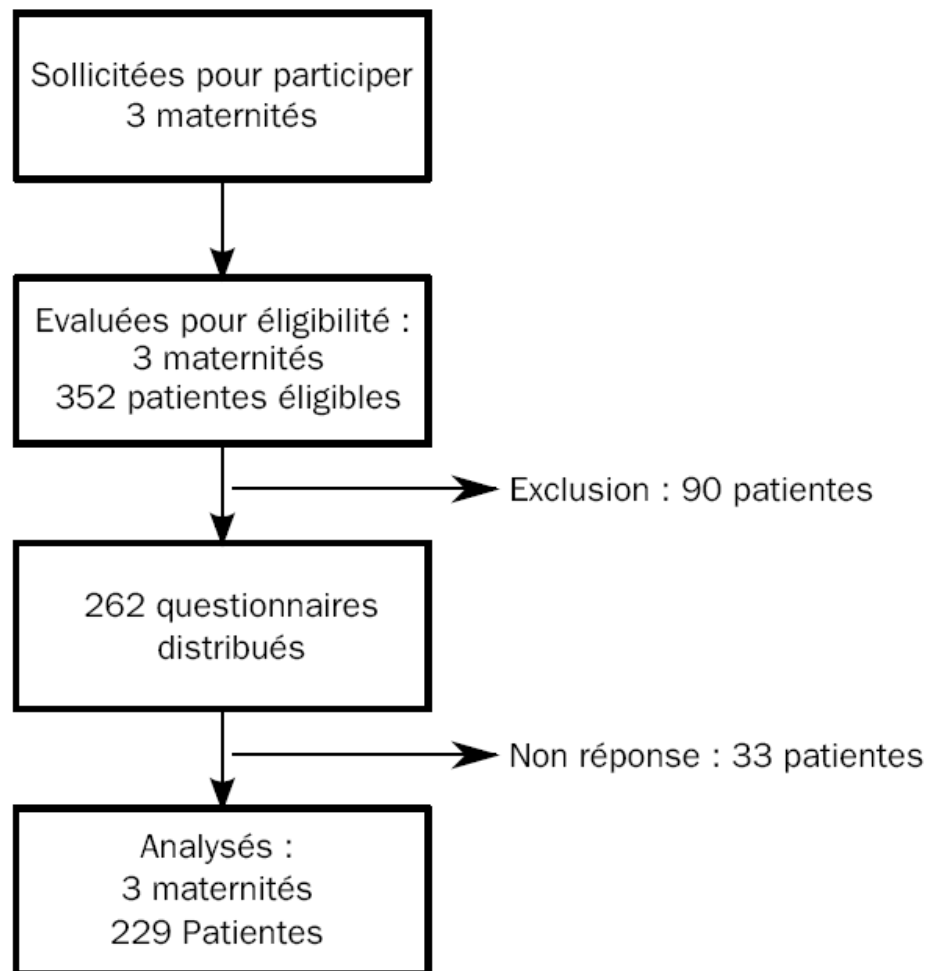 Sollicitées pour participer
3 maternités
Evaluées pour éligibilité :
3 maternités
352 patientes éligibles
Exclusion : 90 patientes
262 questionnaires
distribués
Non réponse : 33 patientes
Analysés :
3 maternités
229 Patientes